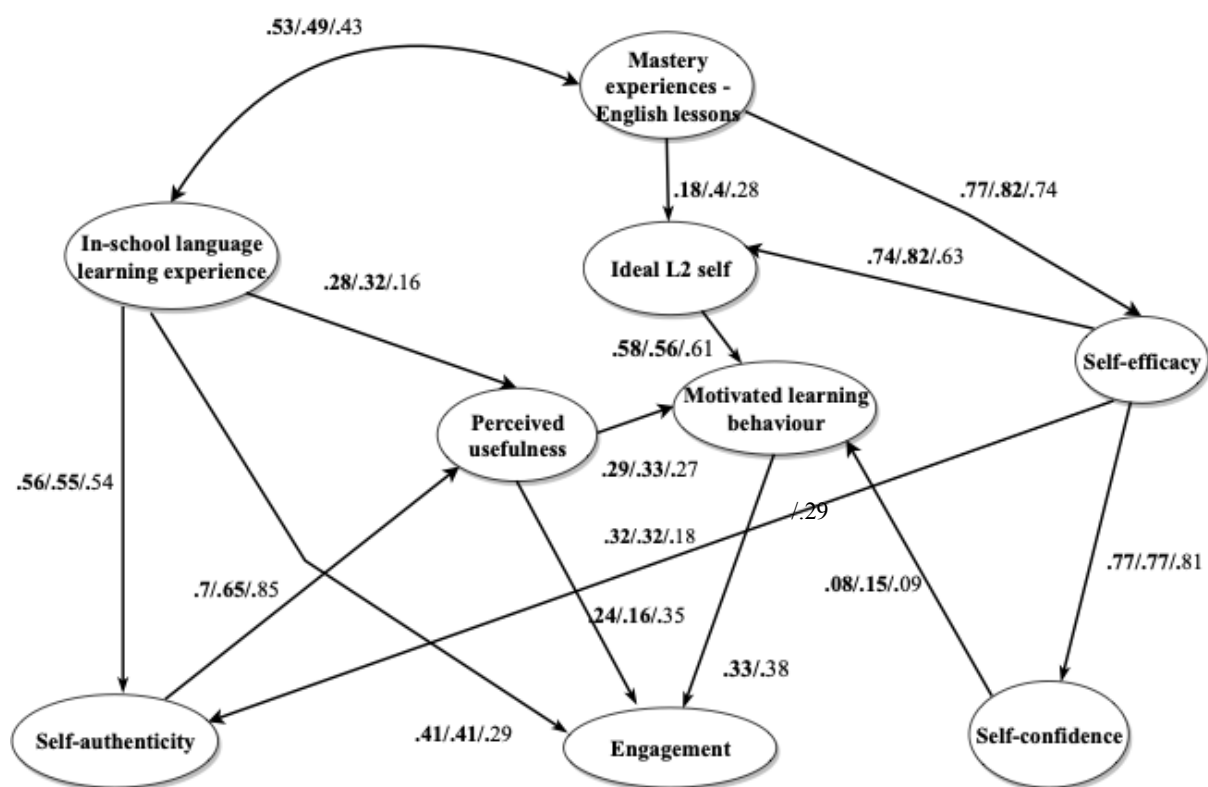 .53/.49/.43
Mastery
experiences -
English lessons
.18/.4/.28
.77/.82/.74
In-school language
learning experience
.28/.32/.16
Ideal L2 self
.74/.82/.63
.58/.56/.61
Self-efficacy
Motivated learning
behaviour
Perceived
usefulness
.29/.33/.27
.56/.55/.54
/.29
.32/.32/.18
.77/.77/.81
.7/.65/.85
.08/.15/.09
.24/.16/.35
.33/.38
Self-authenticity
.41/.41/.29
Engagement
Self-confidence